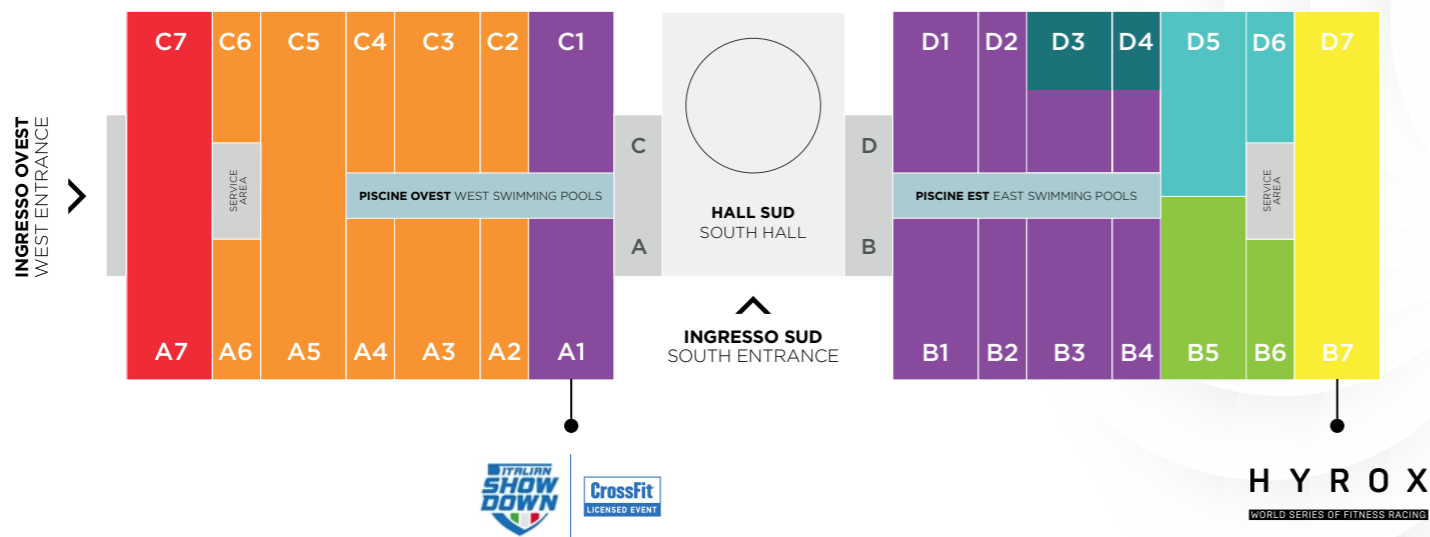 C7 C6 C5 C4 C3 C2 C1
D1 D2 D3 D4 D5 D6 D7
INGRESSO OVEST
WEST ENTRANCE
SERVICE
AREA
PISCINE OVEST WEST SWIMMING POOLS
C
A
HALL SUD
SOUTH HALL
D
B
PISCINE EST EAST SWIMMING POOLS
SERVICE
AREA
INGRESSO SUD
SOUTH ENTRANCE
A7 A6 A5 A4 A3 A2 A1
B1 B2 B3 B4 B5 B6 B7
ITALIAN
SHOW
DOWN
CrossFit
LICENSED EVENT
HYROX
WORLD SERIES OF FITNESS RACING